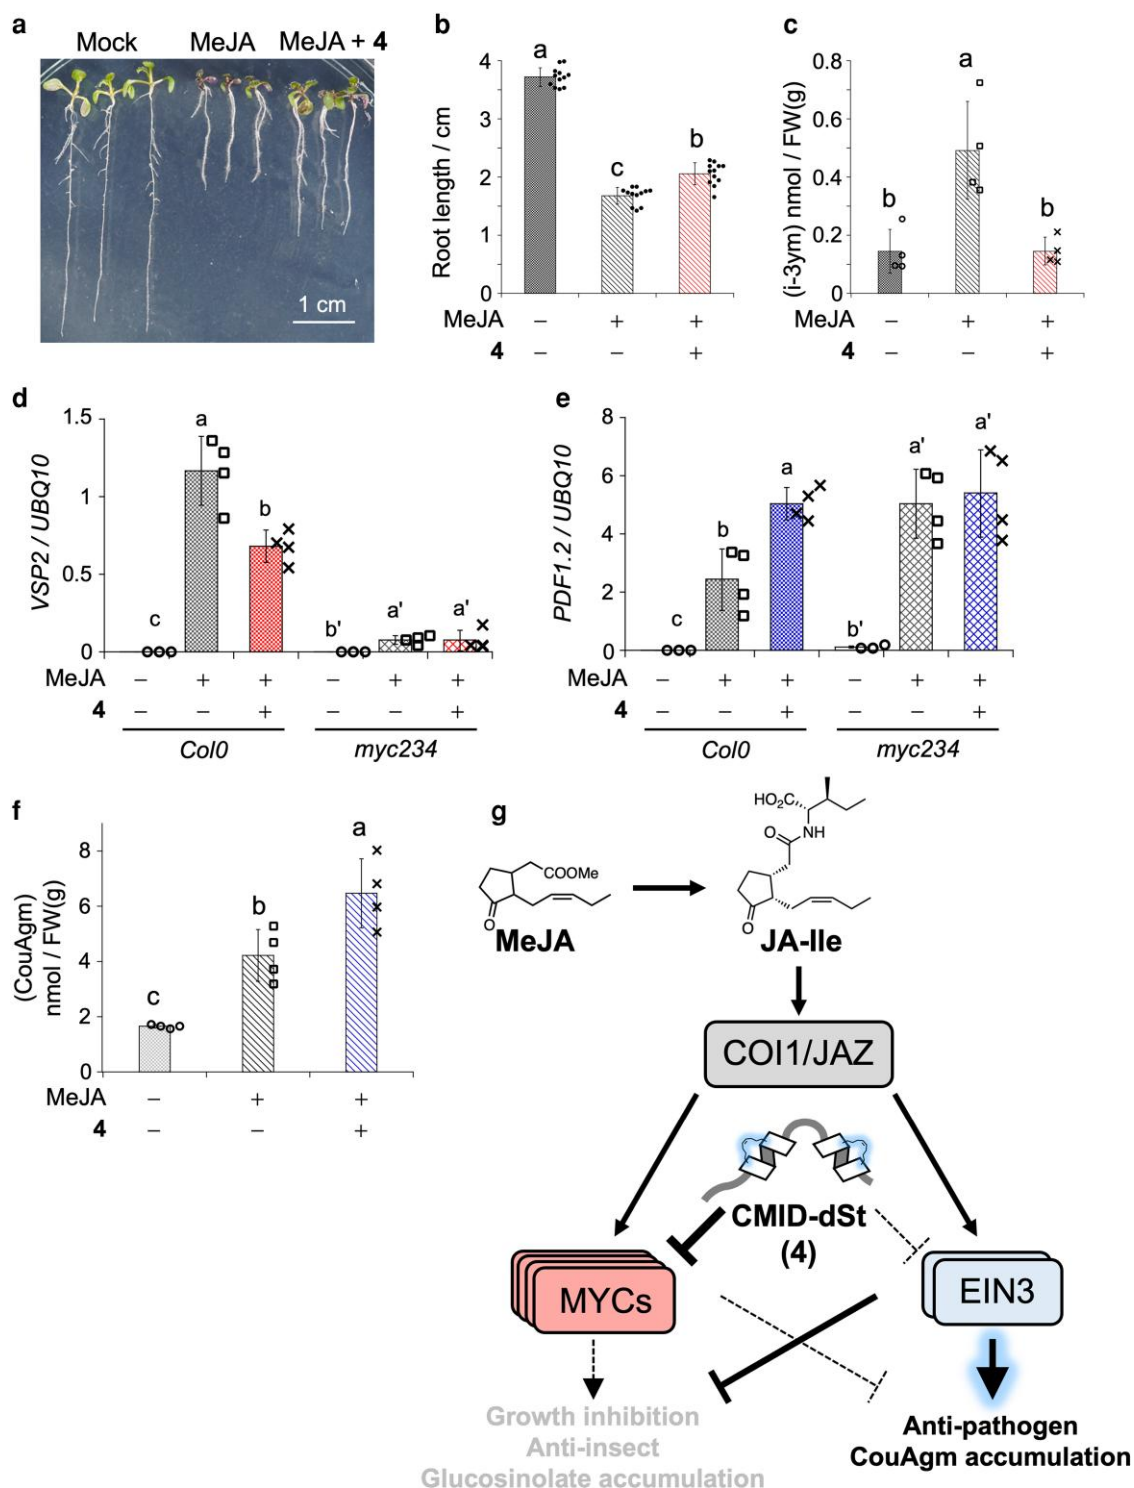 a
Mock MeJA MeJA + 4
1 cm
b
Root length / cm
4
3
2
1
0
a
c
b
MeJA − + +
4 − − +
c
(i-3ym) nmol / FW(g)
0.8
0.6
0.4
0.2
0
b
a
b
MeJA − + +
4 − − +
d
VSP2 / UBQ10
1.5
1
0.5
0
c
a
b
b'
a'
a'
MeJA − + + − + +
4 − − + − − +
Col0 myc234
e
PDF1.2 / UBQ10
8
6
4
2
0
c
b
a
b'
a'
a'
MeJA − + + − + +
4 − − + − − +
Col0 myc234
f
(CouAgm)
nmol / FW(g)
8
6
4
2
0
c
b
a
MeJA − + +
4 − − +
g
COOMe
O
MeJA
HO2C
NH
O
O
JA-Ile
COI1/JAZ
CMID-dSt
(4)
MYCs
EIN3
Growth inhibition
Anti-insect
Glucosinolate accumulation
Anti-pathogen
CouAgm accumulation